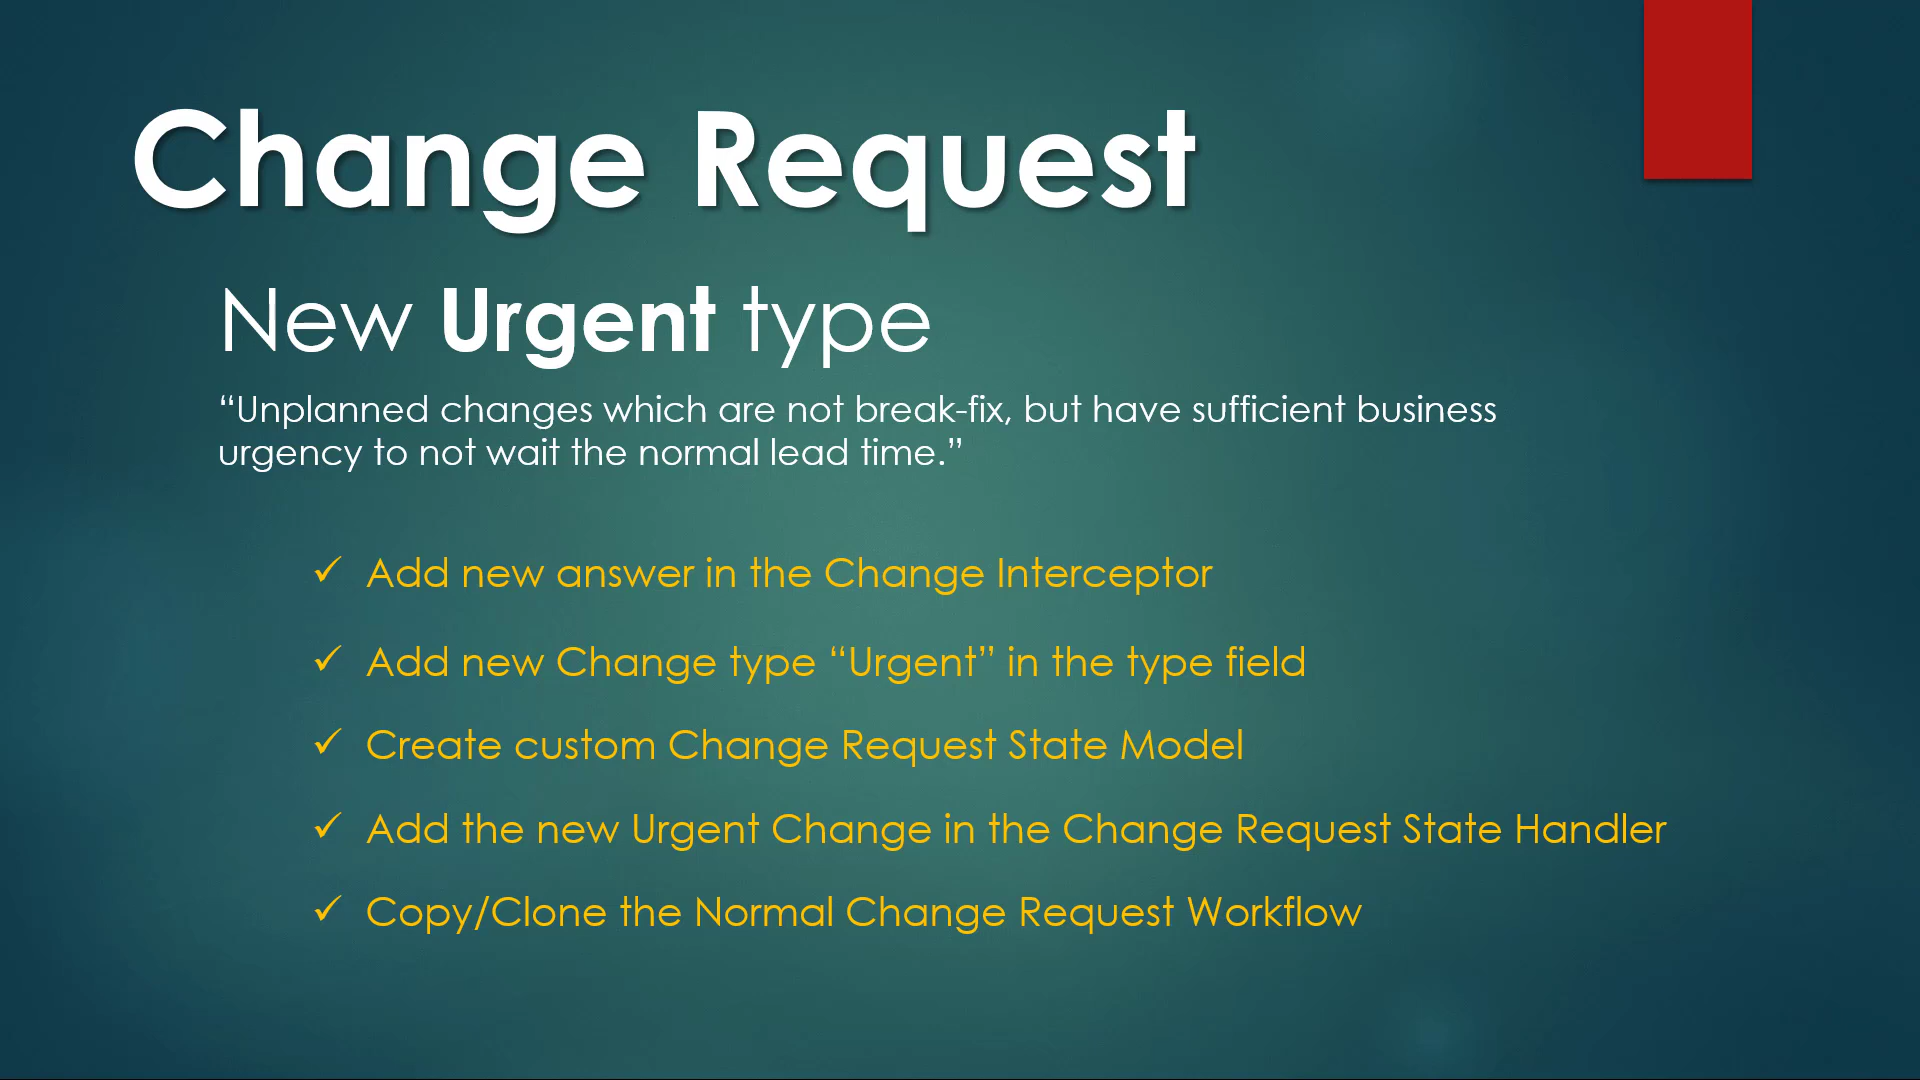 Change Request
New Urgent type
“Unplanned changes which are not break-fix, but have sufficient business
urgency to not wait the normal lead time.”
✓ Add new answer in the Change Interceptor
✓ Add new Change type “Urgent” in the type field
✓ Create custom Change Request State Model
✓ Add the new Urgent Change in the Change Request State Handler
✓ Copy/Clone the Normal Change Request Workflow